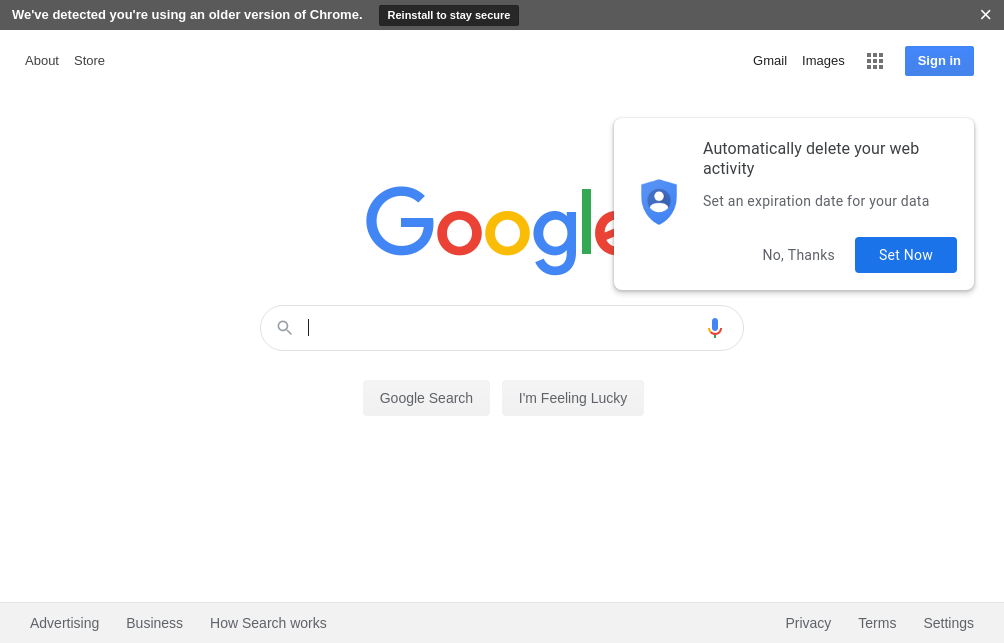 We've detected you're using an older version of Chrome. Reinstall to stay secure
About Store Gmail Images Sign in
Automatically delete your web
activity
Set an expiration date for your data
No, Thanks Set Now
Google
Google Search I'm Feeling Lucky
Advertising Business How Search works Privacy Terms Settings